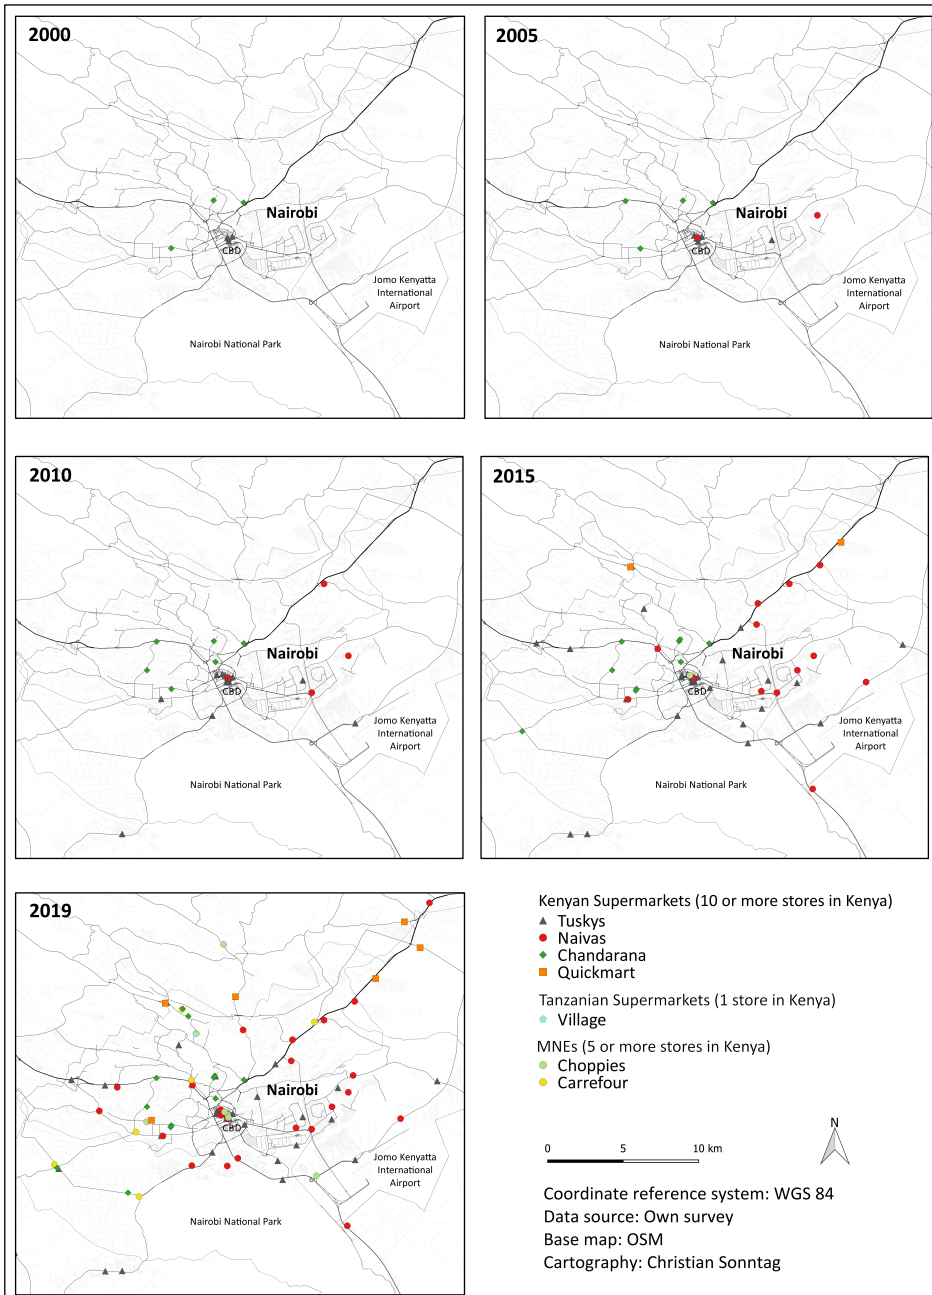 2000
Nairobi
CBD
Jomo Kenyatta
International
Airport
Nairobi National Park
2005
Nairobi
CBD
Jomo Kenyatta
International
Airport
Nairobi National Park
2010
Nairobi
CBD
Jomo Kenyatta
International
Airport
Nairobi National Park
2015
Nairobi
CBD
Jomo Kenyatta
International
Airport
Nairobi National Park
2019
Nairobi
CBD
Jomo Kenyatta
International
Airport
Nairobi National Park
Kenyan Supermarkets (10 or more stores in Kenya)
Tuskys
Naivas
Chandarana
Quickmart
Tanzanian Supermarkets (1 store in Kenya)
Village
MNEs (5 or more stores in Kenya)
Choppies
Carrefour
N
0 5 10 km
Coordinate reference system: WGS 84
Data source: Own survey
Base map: OSM
Cartography: Christian Sonntag